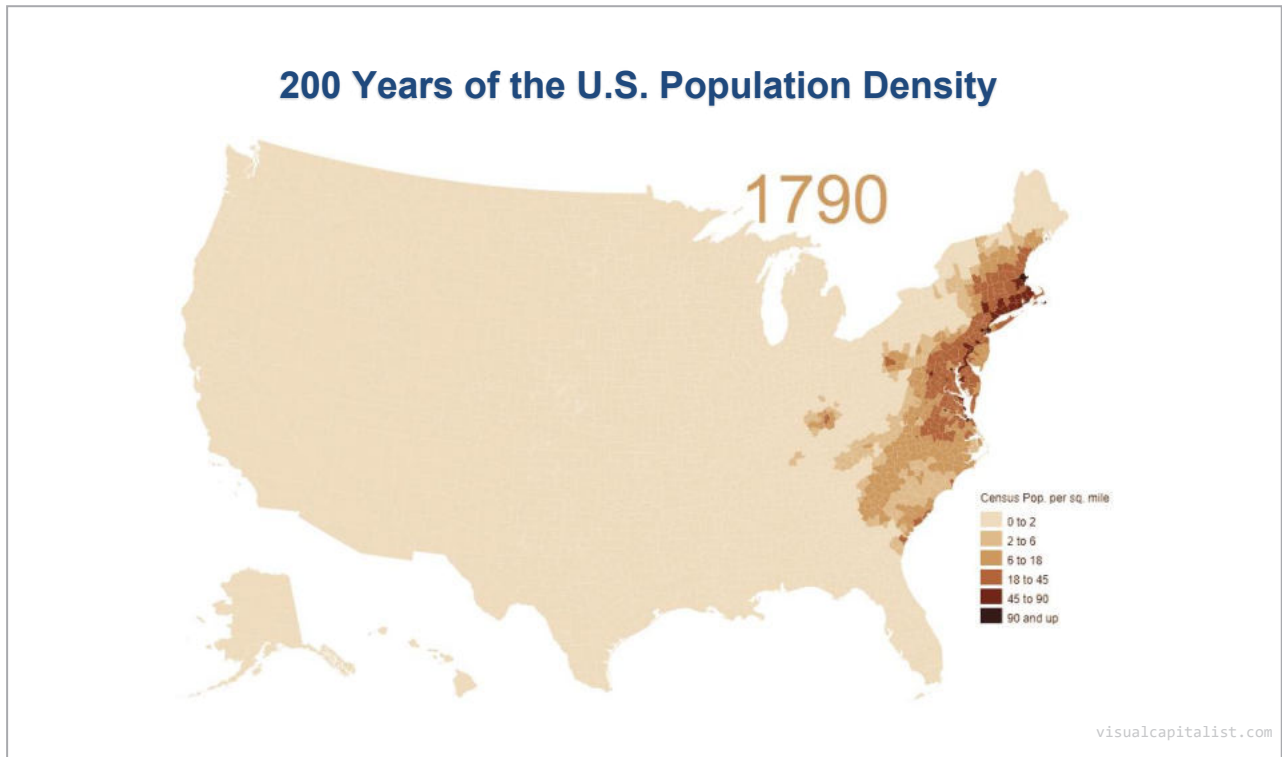 200 Years of the U.S. Population Density
1790
Census Pop. per sq. mile
0 to 2
2 to 6
6 to 18
18 to 45
45 to 90
90 and up
visualcapitalist.com